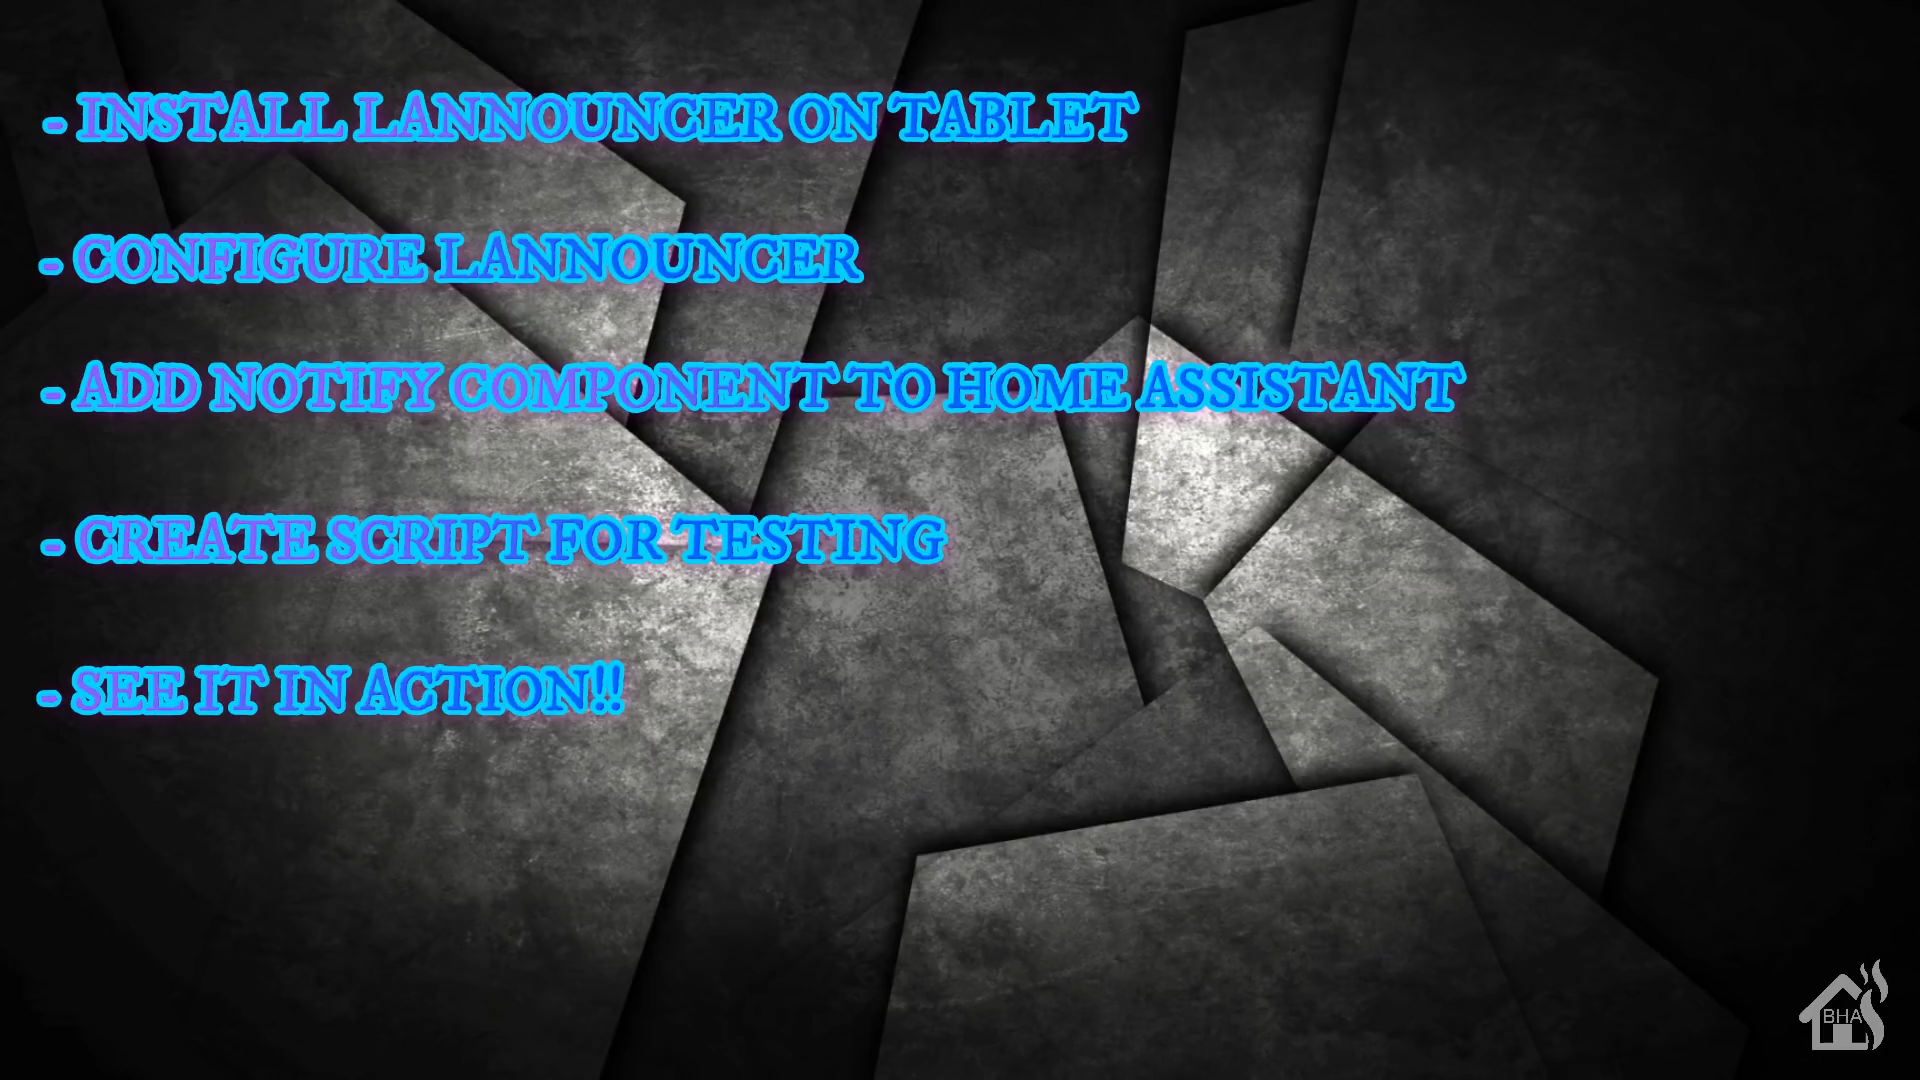 - INSTALL LANNOUNCER ON TABLET
- CONFIGURE LANNOUNCER
- ADD NOTIFY COMPONENT TO HOME ASSISTANT
- CREATE SCRIPT FOR TESTING
- SEE IT IN ACTION!!
BHA